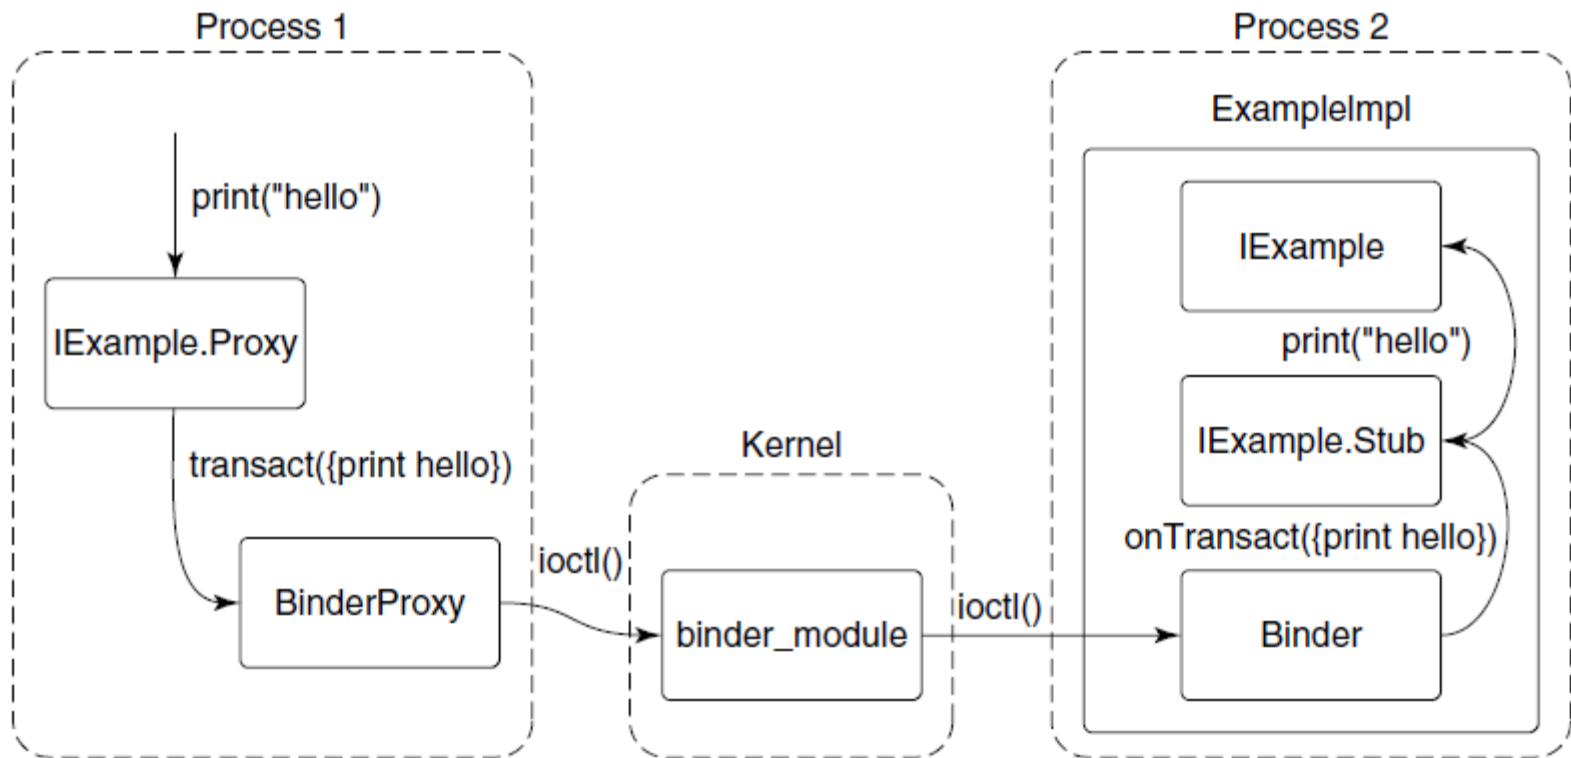 Process 1
print("hello")
IExample.Proxy
transact({print hello})
BinderProxy
ioctl()
Kernel
binder_module
ioctl()
Process 2
ExampleImpl
IExample
print("hello")
IExample.Stub
onTransact({print hello})
Binder